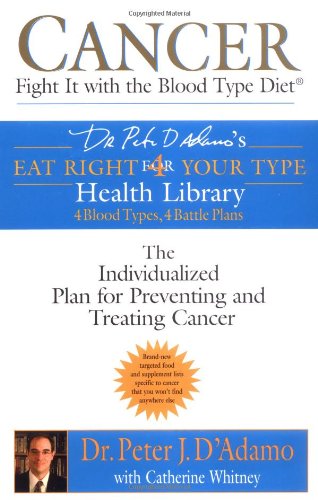 CANCER
Fight It with the Blood Type Diet®
Dr. Peter D'Adamo's
EAT RIGHT 4 FOR YOUR TYPE
Health Library
4 Blood Types, 4 Battle Plans
The
Individualized
Plan for Preventing and
Treating Cancer
Brand-new
targeted food
and supplement lists
specific to cancer
that you won't find
anywhere else
Dr. Peter J. D'Adamo
with Catherine Whitney